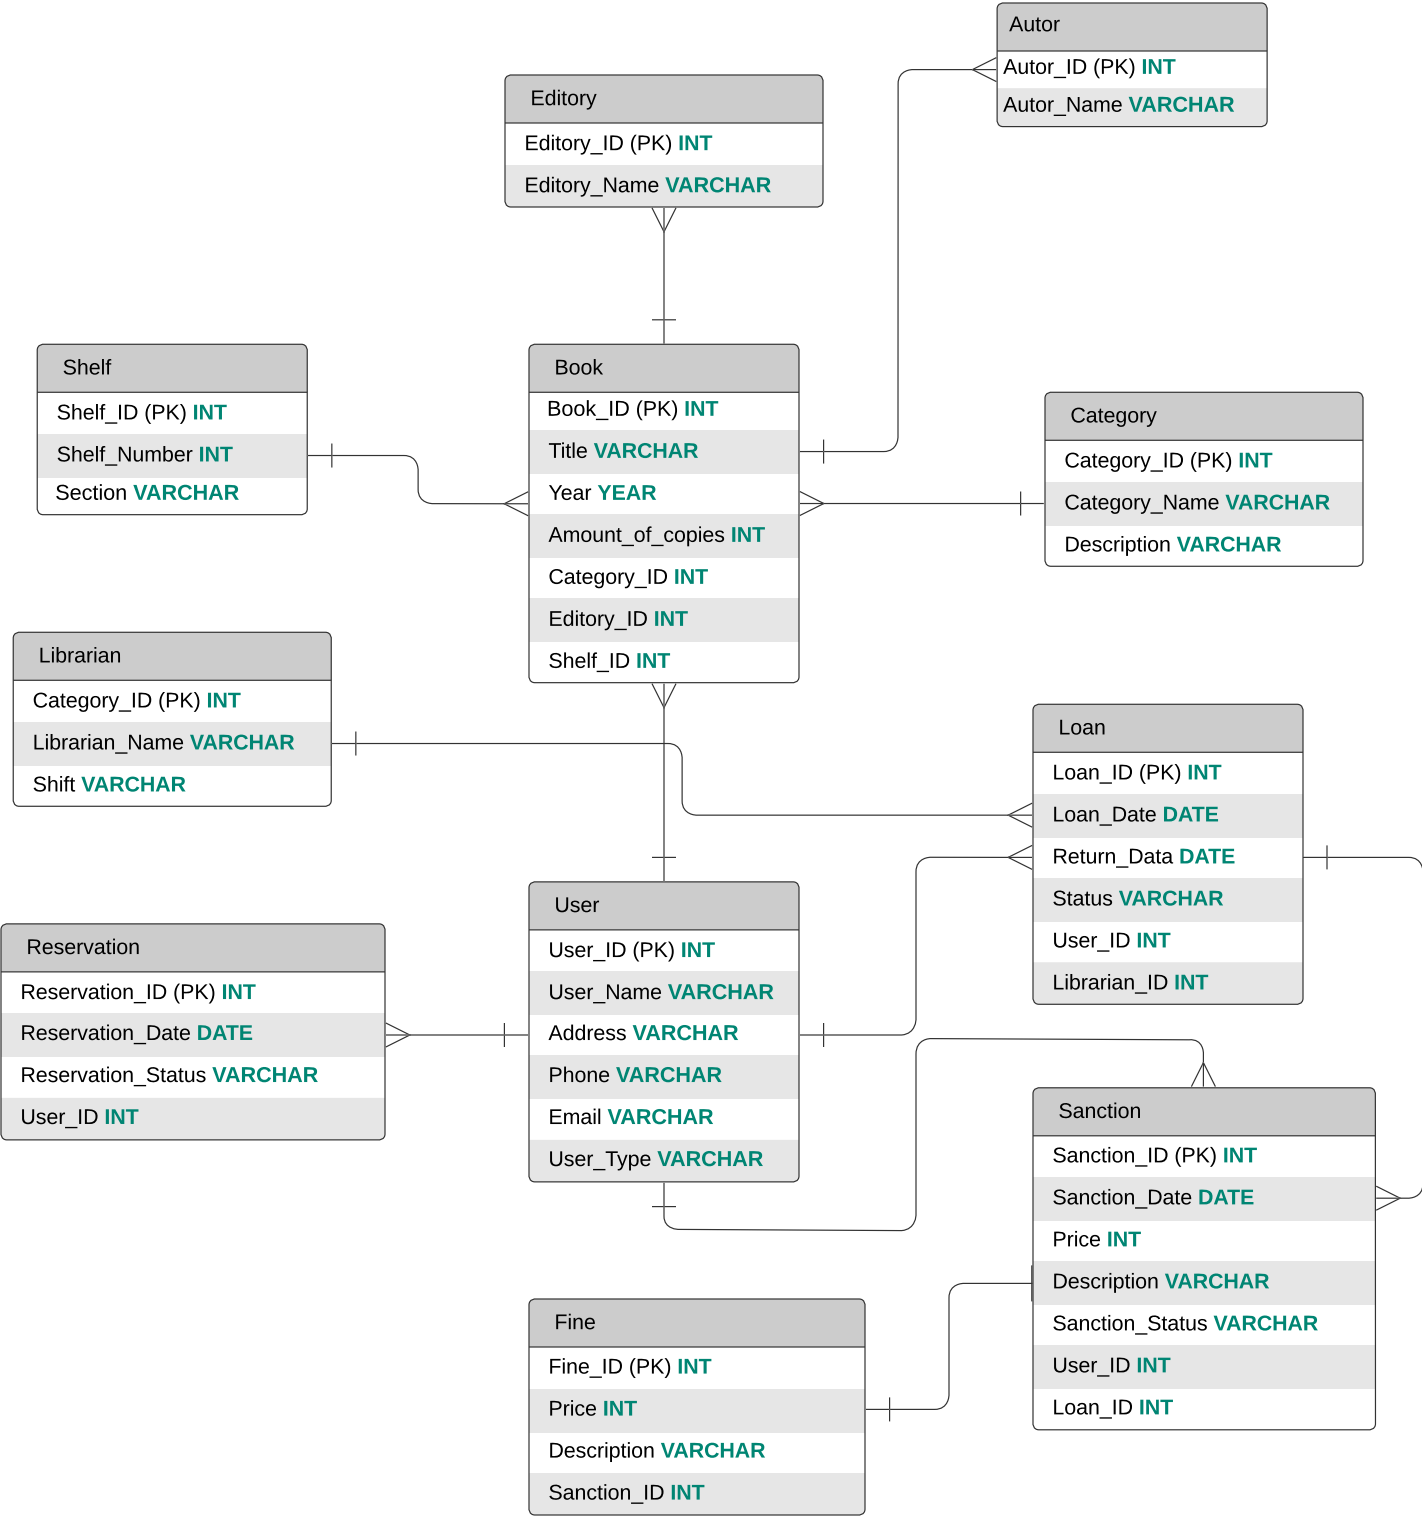 Autor
Autor_ID (PK) INT
Autor_Name VARCHAR
Editory
Editory_ID (PK) INT
Editory_Name VARCHAR
Shelf
Shelf_ID (PK) INT
Shelf_Number INT
Section VARCHAR
Book
Book_ID (PK) INT
Title VARCHAR
Year YEAR
Amount_of_copies INT
Category_ID INT
Editory_ID INT
Shelf_ID INT
Category
Category_ID (PK) INT
Category_Name VARCHAR
Description VARCHAR
Librarian
Category_ID (PK) INT
Librarian_Name VARCHAR
Shift VARCHAR
Loan
Loan_ID (PK) INT
Loan_Date DATE
Return_Data DATE
Status VARCHAR
User_ID INT
Librarian_ID INT
User
User_ID (PK) INT
User_Name VARCHAR
Address VARCHAR
Phone VARCHAR
Email VARCHAR
User_Type VARCHAR
Reservation
Reservation_ID (PK) INT
Reservation_Date DATE
Reservation_Status VARCHAR
User_ID INT
Sanction
Sanction_ID (PK) INT
Sanction_Date DATE
Price INT
Description VARCHAR
Sanction_Status VARCHAR
User_ID INT
Loan_ID INT
Fine
Fine_ID (PK) INT
Price INT
Description VARCHAR
Sanction_ID INT